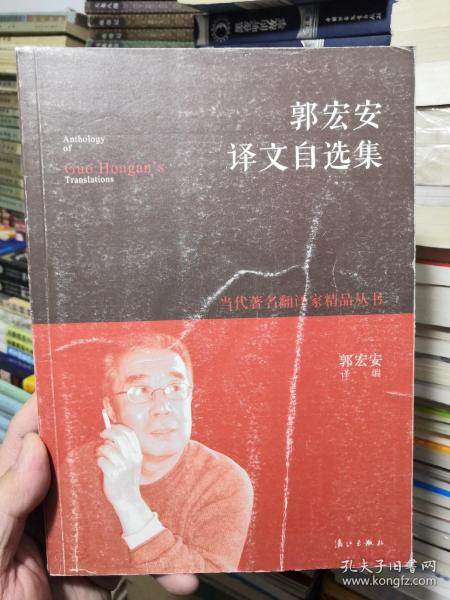 郭宏安
译文自选集
Anthology
of
Guo Hongan's
Translations
当代著名翻译家精品丛书
郭宏安
译 编
漓江出版社
孔夫子旧书网
www.kongfz.com